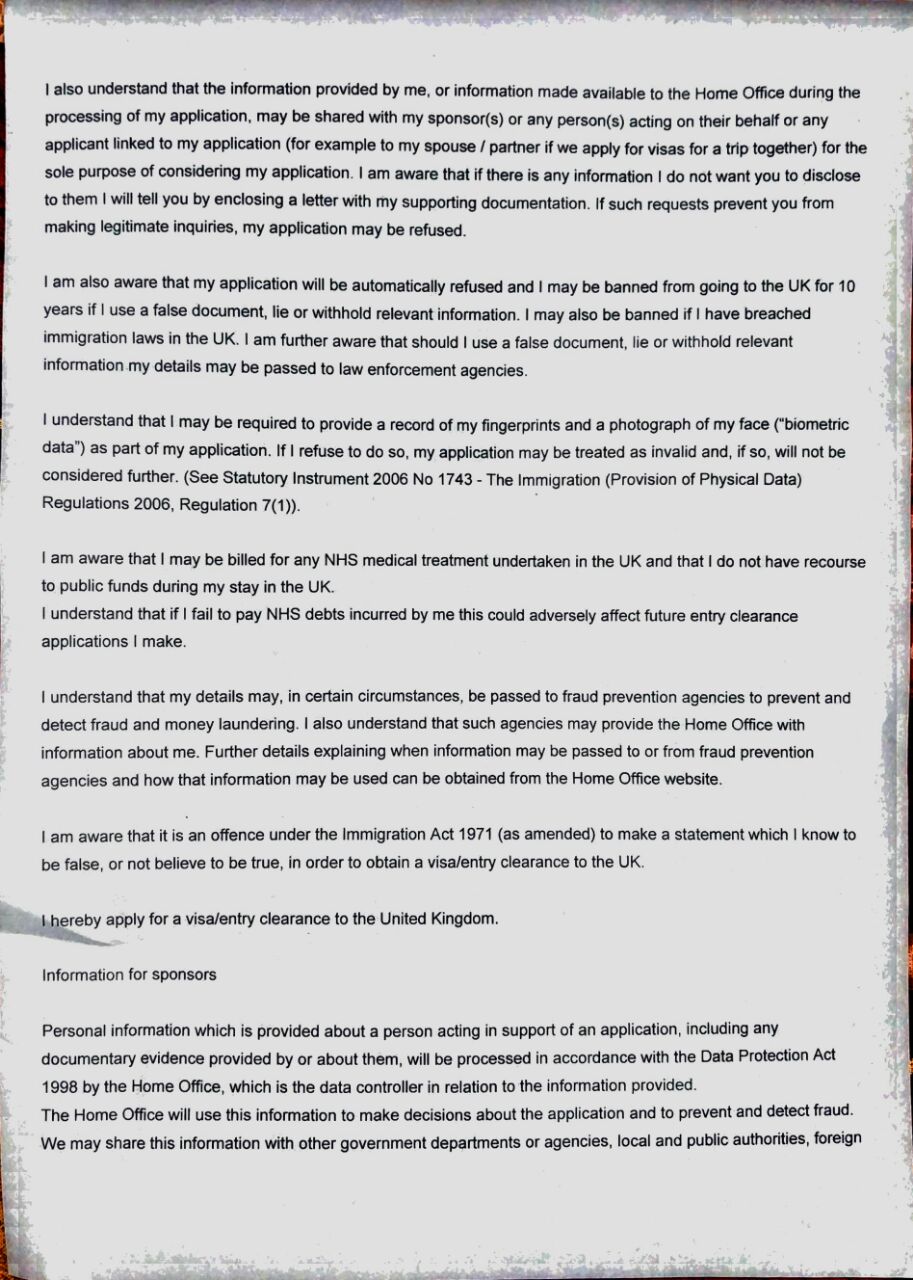 I also understand that the information provided by me, or information made available to the Home Office during the
processing of my application, may be shared with my sponsor(s) or any person(s) acting on their behalf or any
applicant linked to my application (for example to my spouse / partner if we apply for visas for a trip together) for the
sole purpose of considering my application. I am aware that if there is any information I do not want you to disclose
to them I will tell you by enclosing a letter with my supporting documentation. If such requests prevent you from
making legitimate inquiries, my application may be refused.
I am also aware that my application will be automatically refused and I may be banned from going to the UK for 10
years if I use a false document, lie or withhold relevant information. I may also be banned if I have breached
immigration laws in the UK. I am further aware that should I use a false document, lie or withhold relevant
information my details may be passed to law enforcement agencies.
I understand that I may be required to provide a record of my fingerprints and a photograph of my face ("biometric
data") as part of my application. If I refuse to do so, my application may be treated as invalid and, if so, will not be
considered further. (See Statutory Instrument 2006 No 1743 - The Immigration (Provision of Physical Data)
Regulations 2006, Regulation 7(1)).
I am aware that I may be billed for any NHS medical treatment undertaken in the UK and that I do not have recourse
to public funds during my stay in the UK.
I understand that if I fail to pay NHS debts incurred by me this could adversely affect future entry clearance
applications I make.
I understand that my details may, in certain circumstances, be passed to fraud prevention agencies to prevent and
detect fraud and money laundering. I also understand that such agencies may provide the Home Office with
information about me. Further details explaining when information may be passed to or from fraud prevention
agencies and how that information may be used can be obtained from the Home Office website.
I am aware that it is an offence under the Immigration Act 1971 (as amended) to make a statement which I know to
be false, or not believe to be true, in order to obtain a visa/entry clearance to the UK.
I hereby apply for a visa/entry clearance to the United Kingdom.
Information for sponsors
Personal information which is provided about a person acting in support of an application, including any
documentary evidence provided by or about them, will be processed in accordance with the Data Protection Act
1998 by the Home Office, which is the data controller in relation to the information provided.
The Home Office will use this information to make decisions about the application and to prevent and detect fraud.
We may share this information with other government departments or agencies, local and public authorities, foreign